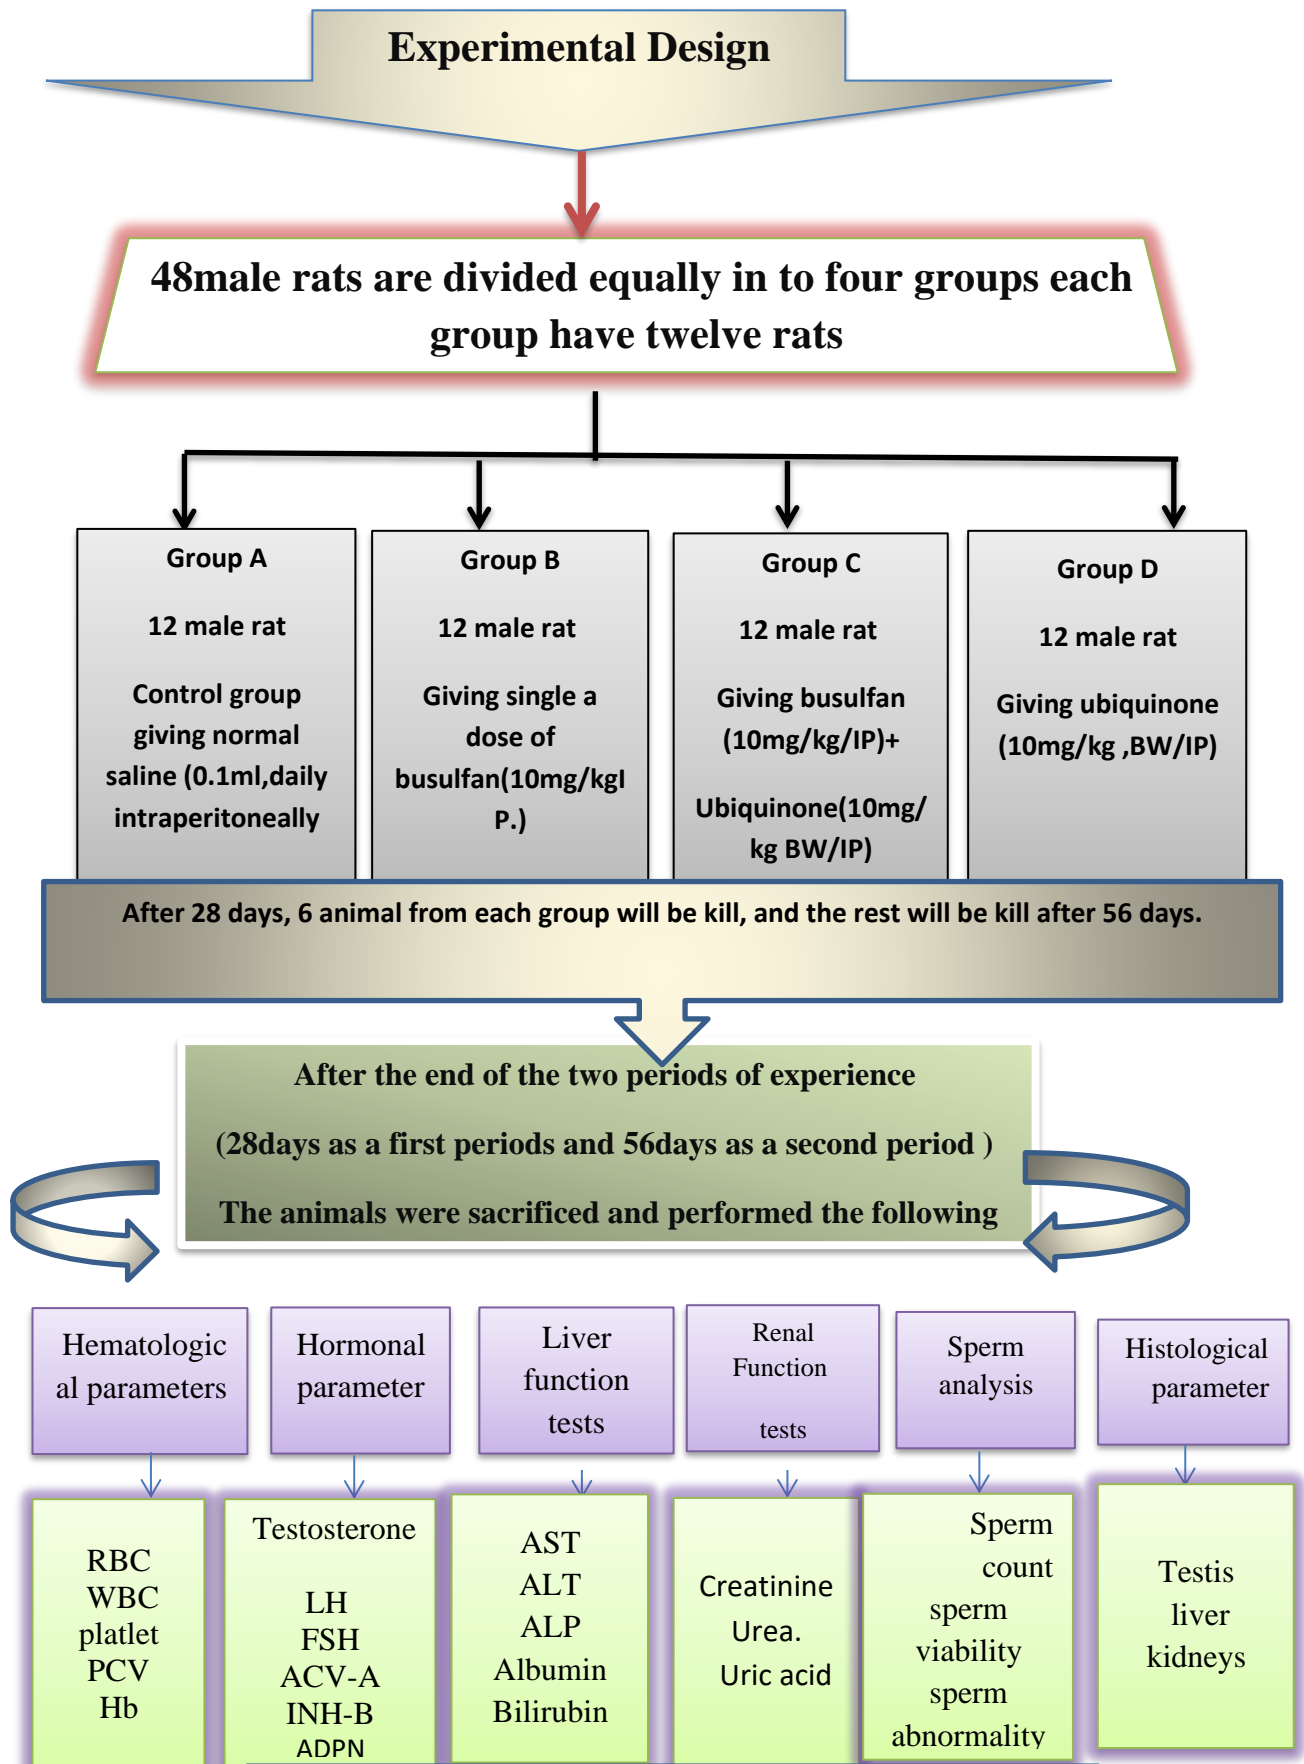 Experimental Design
48male rats are divided equally in to four groups each
group have twelve rats
Group A
12 male rat
Control group
giving normal
saline (0.1ml,daily
intraperitoneally
Group B
12 male rat
Giving single a
dose of
busulfan(10mg/kgI
P.)
Group C
12 male rat
Giving busulfan
(10mg/kg/IP)+
Ubiquinone(10mg/
kg BW/IP)
Group D
12 male rat
Giving ubiquinone
(10mg/kg ,BW/IP)
After 28 days, 6 animal from each group will be kill, and the rest will be kill after 56 days.
After the end of the two periods of experience
(28days as a first periods and 56days as a second period )
The animals were sacrificed and performed the following
Hematologic
al parameters
Hormonal
parameter
Liver
function
tests
Renal
Function
tests
Sperm
analysis
Histological
parameter
RBC
WBC
platlet
PCV
Hb
Testosterone
LH
FSH
ACV-A
INH-B
ADPN
AST
ALT
ALP
Albumin
Bilirubin
Creatinine
Urea.
Uric acid
Sperm
count
sperm
viability
sperm
abnormality
Testis
liver
kidneys